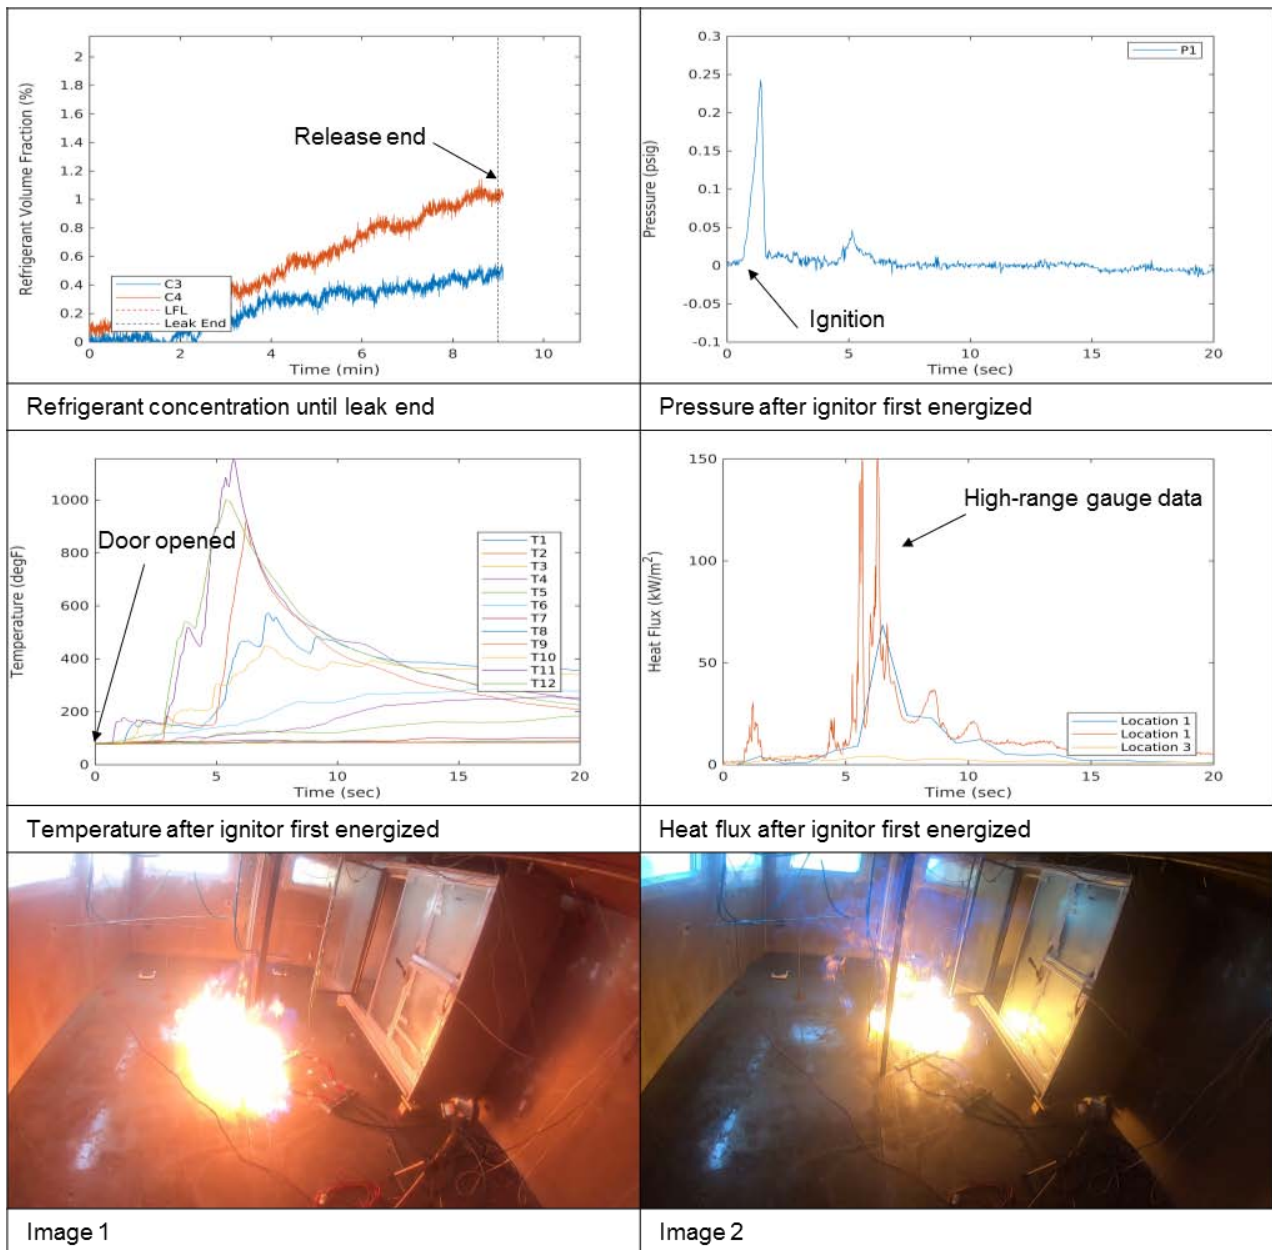 2
1.8
1.6
1.4
1.2
1
0.8
0.6
0.4
0.2
0
Refrigerant Volume Fraction (%)
Release end
C3
C4
LFL
Leak End
0 2 4 6 8 10
Time (min)
Refrigerant concentration until leak end
0.3
0.25
0.2
0.15
0.1
0.05
0
-0.05
-0.1
Pressure (psig)
P1
Ignition
0 5 10 15 20
Time (sec)
Pressure after ignitor first energized
1000
800
600
400
200
0
Temperature (degF)
Door opened
T1
T2
T3
T4
T5
T6
T7
T8
T9
T10
T11
T12
0 5 10 15 20
Time (sec)
Temperature after ignitor first energized
150
100
50
0
Heat Flux (kW/m²)
High-range gauge data
Location 1
Location 1
Location 3
0 5 10 15 20
Time (sec)
Heat flux after ignitor first energized
Image 1
Image 2